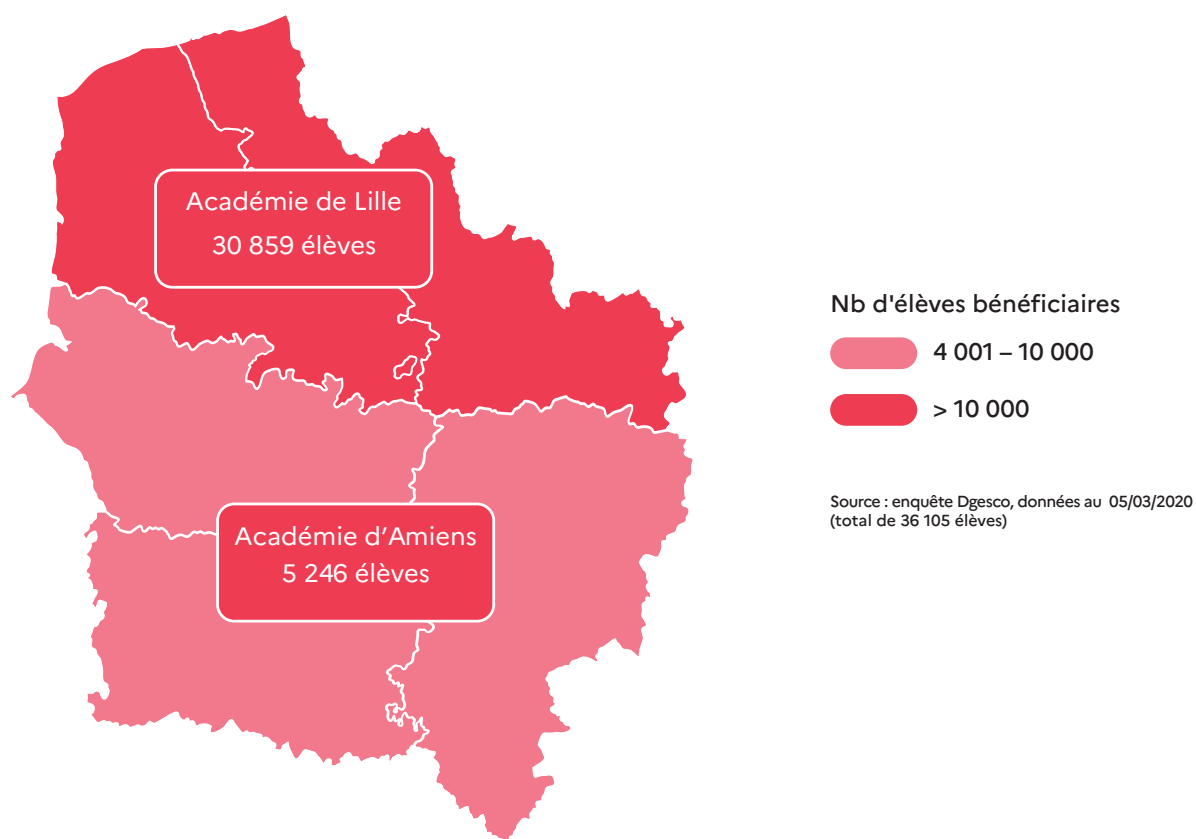 Académie de Lille
30 859 élèves
Académie d’Amiens
5 246 élèves
Nb d'élèves bénéficiaires
4 001 – 10 000
> 10 000
Source : enquête Dgesco, données au 05/03/2020
(total de 36 105 élèves)